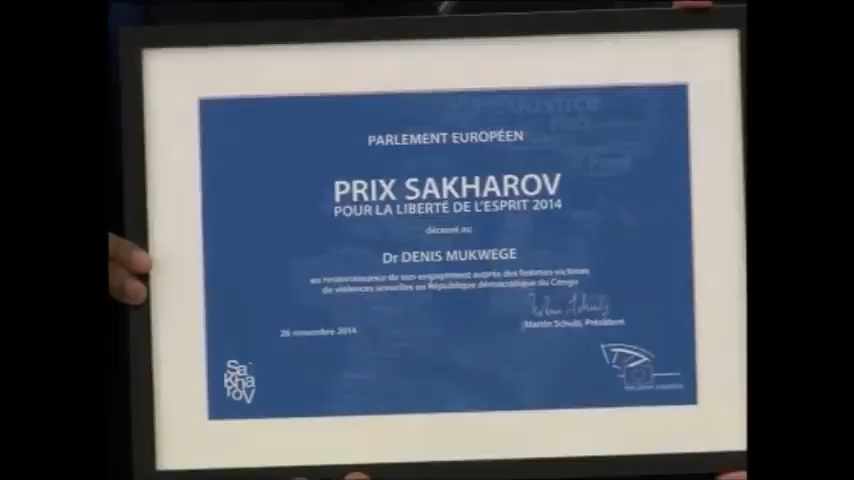 PARLEMENT EUROPÉEN
PRIX SAKHAROV
POUR LA LIBERTÉ DE L'ESPRIT 2014
décerné au
Dr DENIS MUKWEGE
en reconnaissance de son engagement auprès des femmes victimes
de violences sexuelles en République démocratique du Congo
Martin Schulz, Président
26 novembre 2014
Sa
kha
rov